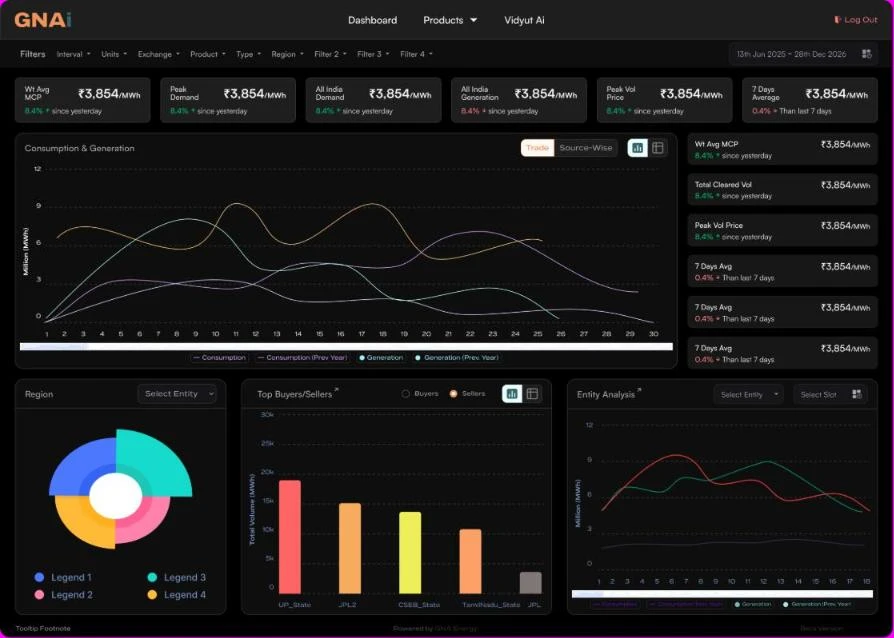 GNAi
Dashboard Products Vidyut Ai Log Out
Filters Interval Units Exchange Product Type Region Filter 2 Filter 3 Filter 4 13th Jun 2025 - 28th Dec 2026
Wt Avg MCP ₹3,854/MWh
8.4% ↑ since yesterday
Peak Demand ₹3,854/MWh
8.4% ↑ since yesterday
All India Demand ₹3,854/MWh
8.4% ↑ since yesterday
All India Generation ₹3,854/MWh
8.4% ↓ since yesterday
Peak Vol Price ₹3,854/MWh
8.4% ↑ since yesterday
7 Days Average ₹3,854/MWh
0.4% ↓ Than last 7 days
Consumption & Generation Trade Source-Wise
12
9
6
3
0
Million (MWh)
1 2 3 4 5 6 7 8 9 10 11 12 13 14 15 16 17 18 19 20 21 22 23 24 25 26 27 28 29 30
Consumption Consumption (Prev Year) Generation Generation (Prev. Year)
Wt Avg MCP ₹3,854/MWh
8.4% ↑ since yesterday
Total Cleared Vol ₹3,854/MWh
8.4% ↑ since yesterday
Peak Vol Price ₹3,854/MWh
8.4% ↑ since yesterday
7 Days Avg ₹3,854/MWh
0.4% ↓ Than last 7 days
7 Days Avg ₹3,854/MWh
0.4% ↓ Than last 7 days
7 Days Avg ₹3,854/MWh
0.4% ↓ Than last 7 days
Region Select Entity
Legend 1 Legend 3
Legend 2 Legend 4
Top Buyers/Sellers Buyers Sellers
30k
25k
20k
15k
10k
5k
0
Total Volume (MWh)
UP_State JPL2 CSEB_State TamilNadu_State JPL
Entity Analysis Select Entity Select Slot
12
9
6
3
0
Million (MWh)
1 2 3 4 5 6 7 8 9 10 11 12 13 14 15 16 17 18
Consumption Consumption (Prev Year) Generation Generation (Prev. Year)
Tooltip Footnote Powered by GNA Energy Beta Version